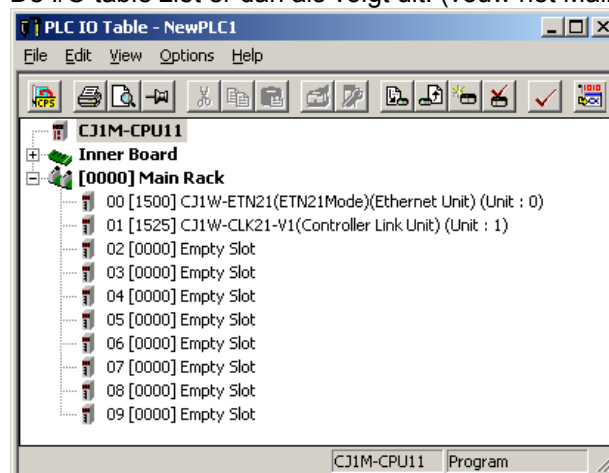 De I/O table ziet er dan als volgt uit: (vouw het Main
PLC IO Table - NewPLC1
File Edit View Options Help
CPS
CJ1M-CPU11
Inner Board
[0000] Main Rack
00 [1500] CJ1W-ETN21(ETN21Mode)(Ethernet Unit) (Unit : 0)
01 [1525] CJ1W-CLK21-V1(Controller Link Unit) (Unit : 1)
02 [0000] Empty Slot
03 [0000] Empty Slot
04 [0000] Empty Slot
05 [0000] Empty Slot
06 [0000] Empty Slot
07 [0000] Empty Slot
08 [0000] Empty Slot
09 [0000] Empty Slot
CJ1M-CPU11 Program